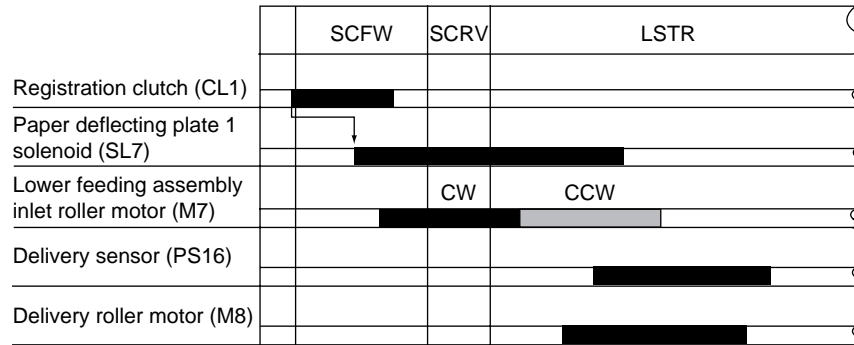 SCFW SCRV LSTR
Registration clutch (CL1)
Paper deflecting plate 1
solenoid (SL7)
Lower feeding assembly
inlet roller motor (M7)
CW CCW
Delivery sensor (PS16)
Delivery roller motor (M8)